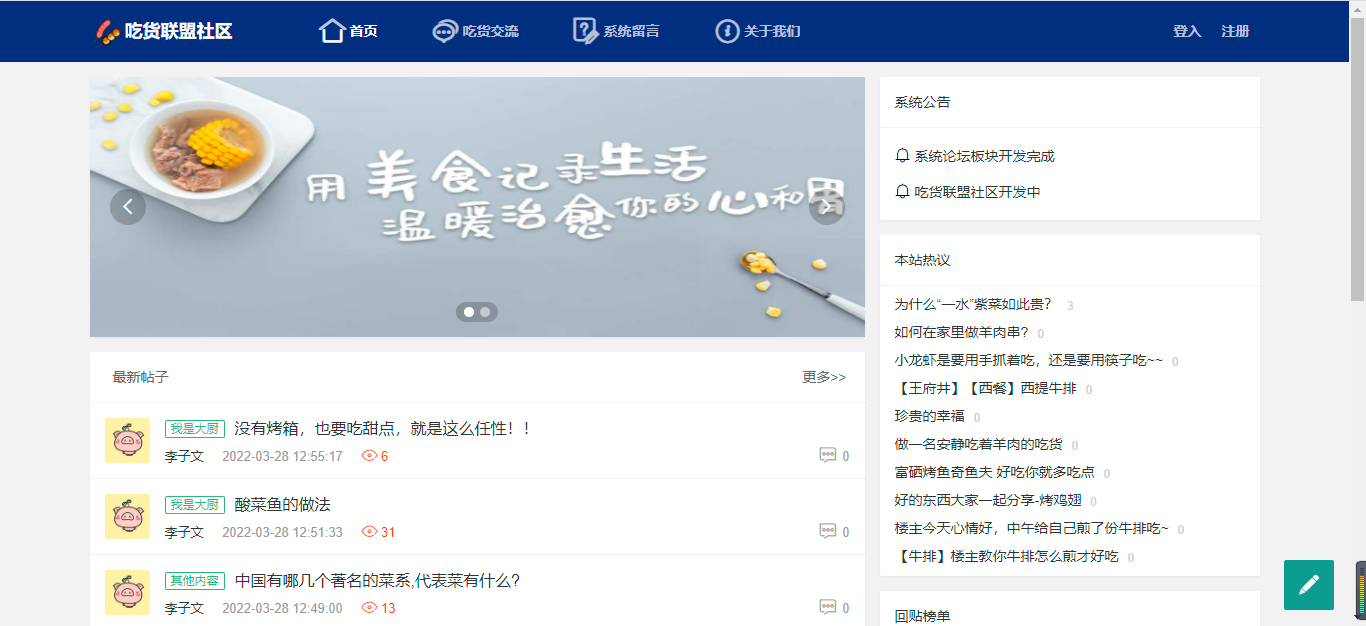 吃货联盟社区 首页 吃货交流 系统留言 关于我们 登入 注册
用美食记录生活
温暖治愈你的心和胃
最新帖子 更多>>
我是大厨 没有烤箱，也要吃甜点，就是这么任性！！
李子文 2022-03-28 12:55:17 6 0
我是大厨 酸菜鱼的做法
李子文 2022-03-28 12:51:33 31 0
其他内容 中国有哪几个著名的菜系,代表菜有什么?
李子文 2022-03-28 12:49:00 13 0
系统公告
系统论坛板块开发完成
吃货联盟社区开发中
本站热议
为什么“一水”紫菜如此贵？ 3
如何在家里做羊肉串？ 0
小龙虾是要用手抓着吃，还是要用筷子吃~~ 0
【王府井】【西餐】西提牛排 0
珍贵的幸福 0
做一名安静吃着羊肉的吃货 0
富硒烤鱼奇鱼夫 好吃你就多吃点 0
好的东西大家一起分享-烤鸡翅 0
楼主今天心情好，中午给自己煎了份牛排吃~ 0
【牛排】楼主教你牛排怎么煎才好吃 0
回贴榜单